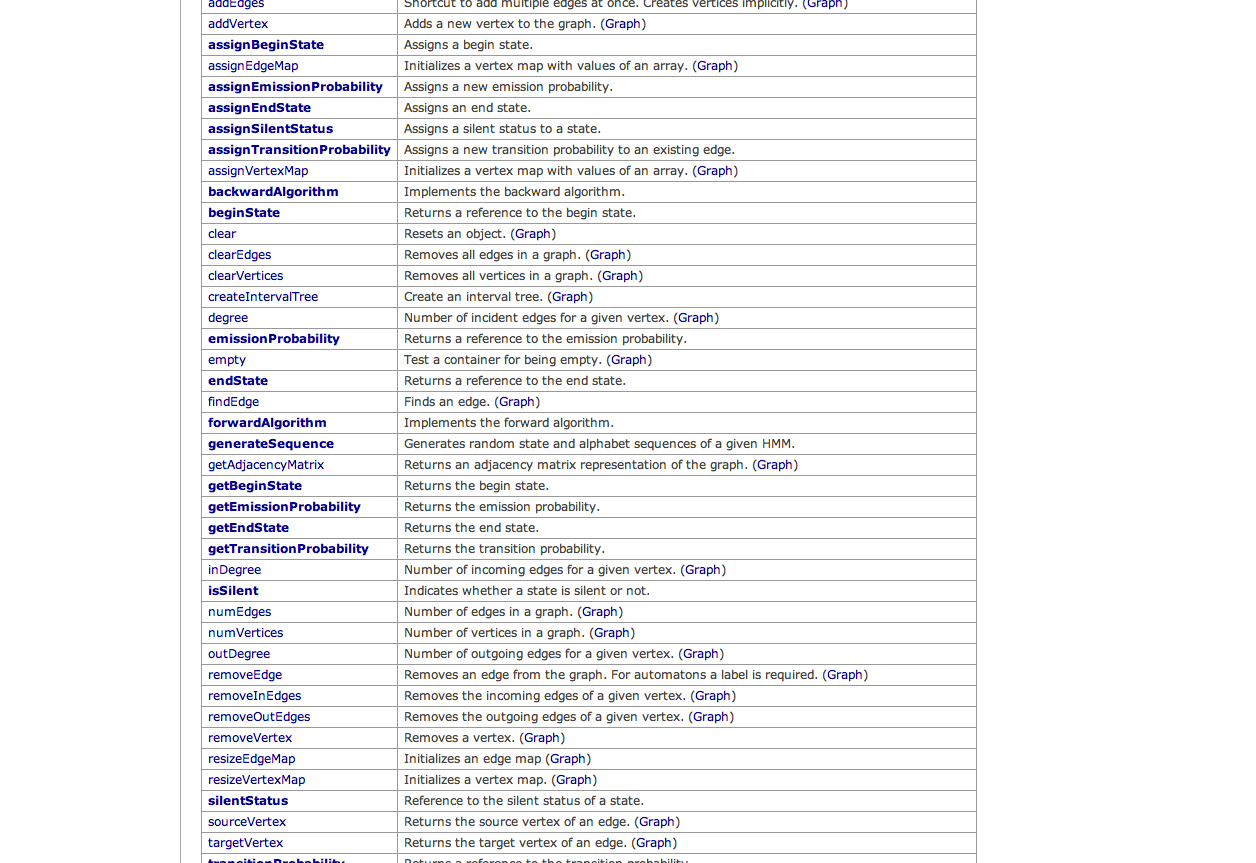 addEdges Shortcut to add multiple edges at once. Creates vertices implicitly. (Graph)
addVertex Adds a new vertex to the graph. (Graph)
assignBeginState Assigns a begin state.
assignEdgeMap Initializes a vertex map with values of an array. (Graph)
assignEmissionProbability Assigns a new emission probability.
assignEndState Assigns an end state.
assignSilentStatus Assigns a silent status to a state.
assignTransitionProbability Assigns a new transition probability to an existing edge.
assignVertexMap Initializes a vertex map with values of an array. (Graph)
backwardAlgorithm Implements the backward algorithm.
beginState Returns a reference to the begin state.
clear Resets an object. (Graph)
clearEdges Removes all edges in a graph. (Graph)
clearVertices Removes all vertices in a graph. (Graph)
createIntervalTree Create an interval tree. (Graph)
degree Number of incident edges for a given vertex. (Graph)
emissionProbability Returns a reference to the emission probability.
empty Test a container for being empty. (Graph)
endState Returns a reference to the end state.
findEdge Finds an edge. (Graph)
forwardAlgorithm Implements the forward algorithm.
generateSequence Generates random state and alphabet sequences of a given HMM.
getAdjacencyMatrix Returns an adjacency matrix representation of the graph. (Graph)
getBeginState Returns the begin state.
getEmissionProbability Returns the emission probability.
getEndState Returns the end state.
getTransitionProbability Returns the transition probability.
inDegree Number of incoming edges for a given vertex. (Graph)
isSilent Indicates whether a state is silent or not.
numEdges Number of edges in a graph. (Graph)
numVertices Number of vertices in a graph. (Graph)
outDegree Number of outgoing edges for a given vertex. (Graph)
removeEdge Removes an edge from the graph. For automatons a label is required. (Graph)
removeInEdges Removes the incoming edges of a given vertex. (Graph)
removeOutEdges Removes the outgoing edges of a given vertex. (Graph)
removeVertex Removes a vertex. (Graph)
resizeEdgeMap Initializes an edge map (Graph)
resizeVertexMap Initializes a vertex map. (Graph)
silentStatus Reference to the silent status of a state.
sourceVertex Returns the source vertex of an edge. (Graph)
targetVertex Returns the target vertex of an edge. (Graph)
transitionProbability Returns a reference to the transition probability.